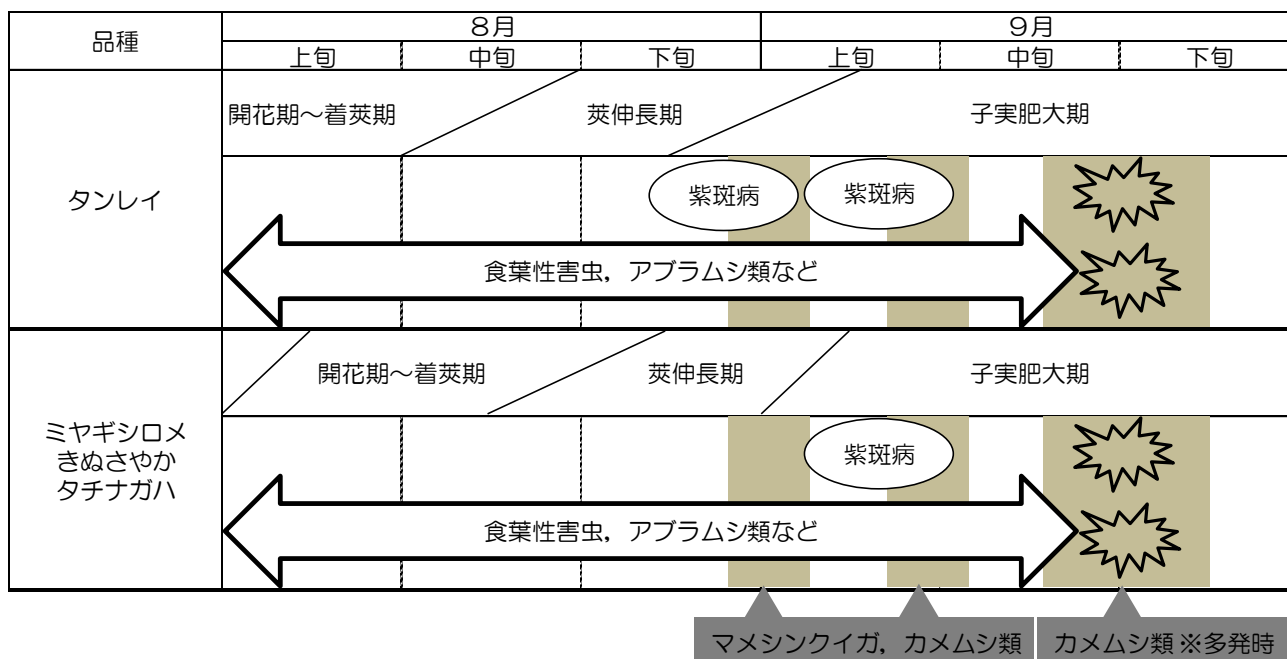 品種
8月
9月
上旬
中旬
下旬
上旬
中旬
下旬
タンレイ
開花期～着莢期
莢伸長期
子実肥大期
紫斑病
紫斑病
食葉性害虫，アブラムシ類など
ミヤギシロメ
きぬさやか
タチナガハ
開花期～着莢期
莢伸長期
子実肥大期
紫斑病
食葉性害虫，アブラムシ類など
マメシンクイガ，カメムシ類
カメムシ類 ※多発時